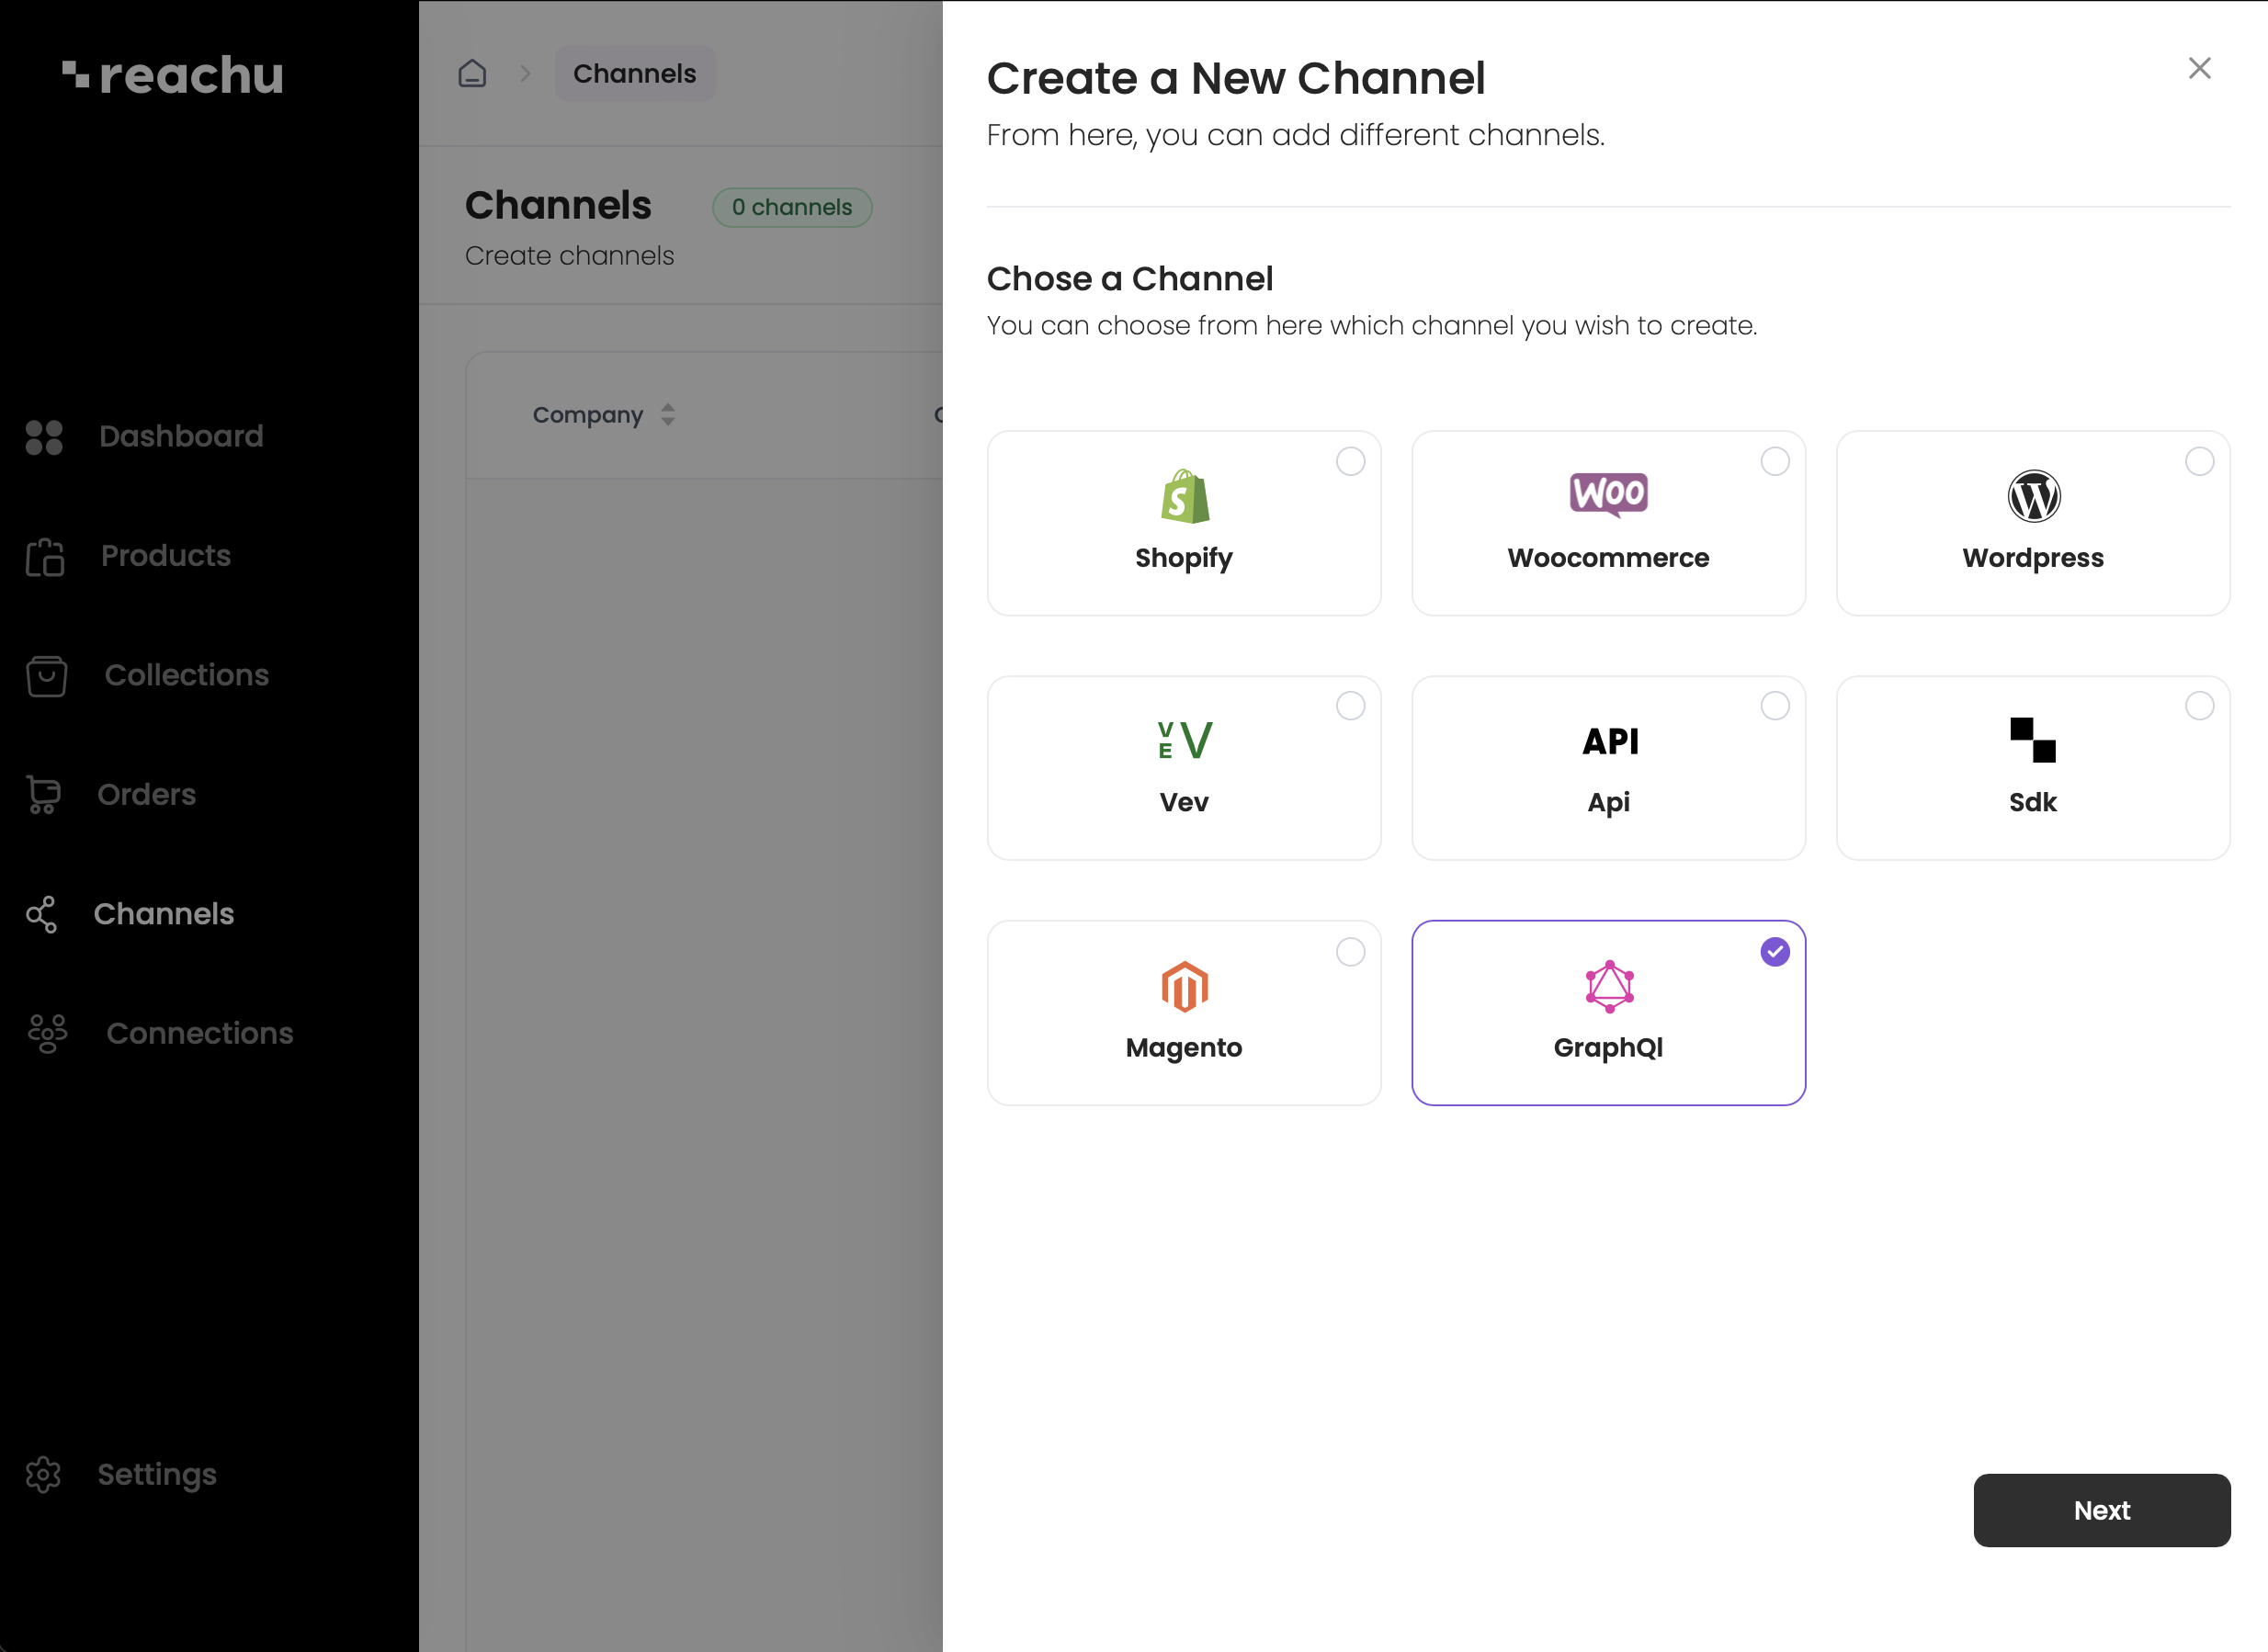 reachu
Dashboard
Products
Collections
Orders
Channels
Connections
Settings
Channels
Channels
0 channels
Create channels
Company
Create a New Channel
From here, you can add different channels.
Chose a Channel
You can choose from here which channel you wish to create.
S
Shopify
Woo
Woocommerce
W
Wordpress
VEV
Vev
API
Api
Sdk
Magento
GraphQl
Next